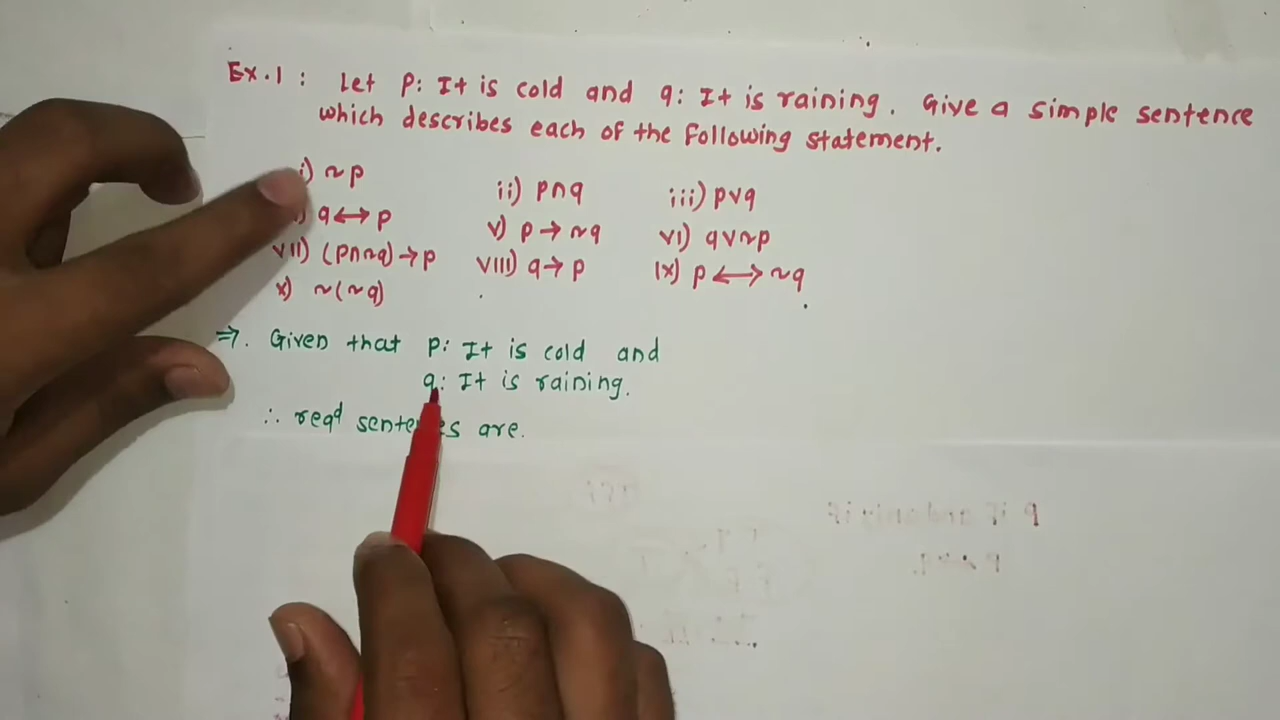 Ex.1 : Let p: It is cold and q: It is raining. Give a simple sentence
which describes each of the following statement.
i) ~p ii) p∩q iii) p∨q
) q↔p v) p→~q vi) q∨~p
vii) (p∩~q)→p viii) q→p ix) p⟷~q
x) ~(~q)
⇒. Given that p: It is cold and
q: It is raining.
∴ reqd sentences are.